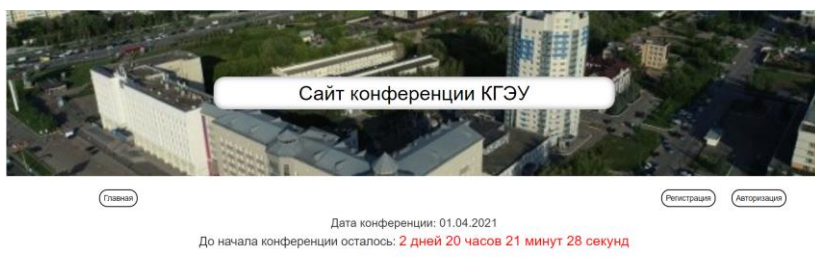 Сайт конференции КГЭУ
Главная
Регистрация
Авторизация
Дата конференции: 01.04.2021
До начала конференции осталось: 2 дней 20 часов 21 минут 28 секунд